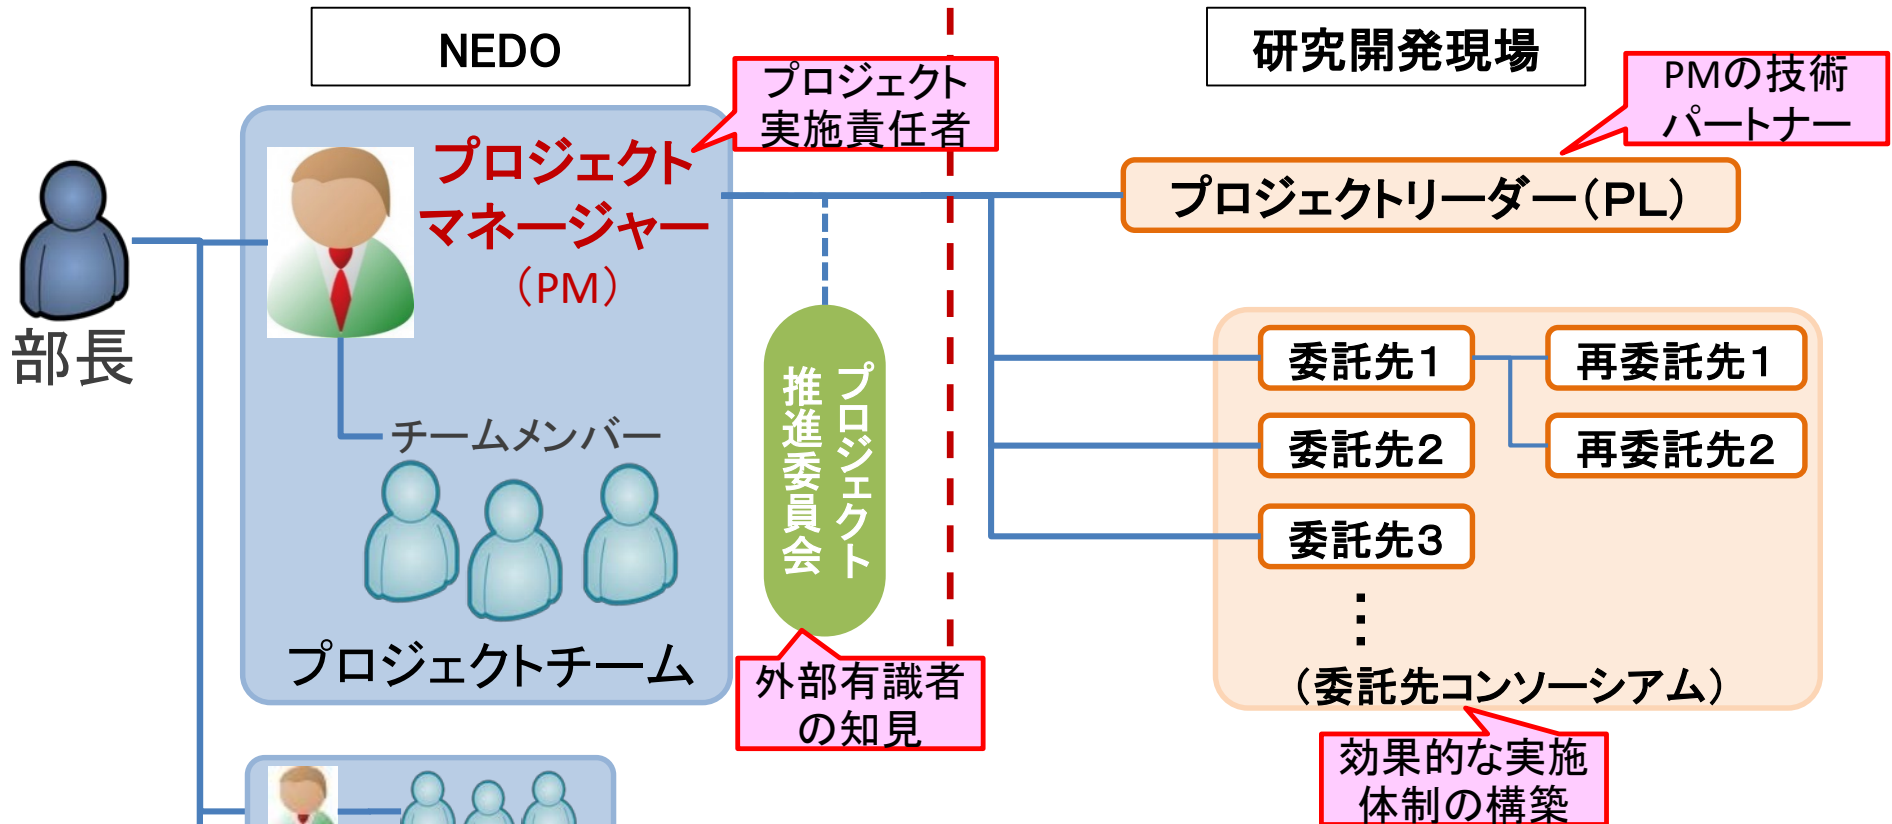 NEDO
研究開発現場
プロジェクト
実施責任者
PMの技術
パートナー
プロジェクト
マネージャー
（PM）
プロジェクトリーダー（PL）
部長
チームメンバー
プロジェクトチーム
プロジェクト
推進委員会
外部有識者
の知見
委託先1
再委託先1
委託先2
再委託先2
委託先3
⋮
（委託先コンソーシアム）
効果的な実施
体制の構築